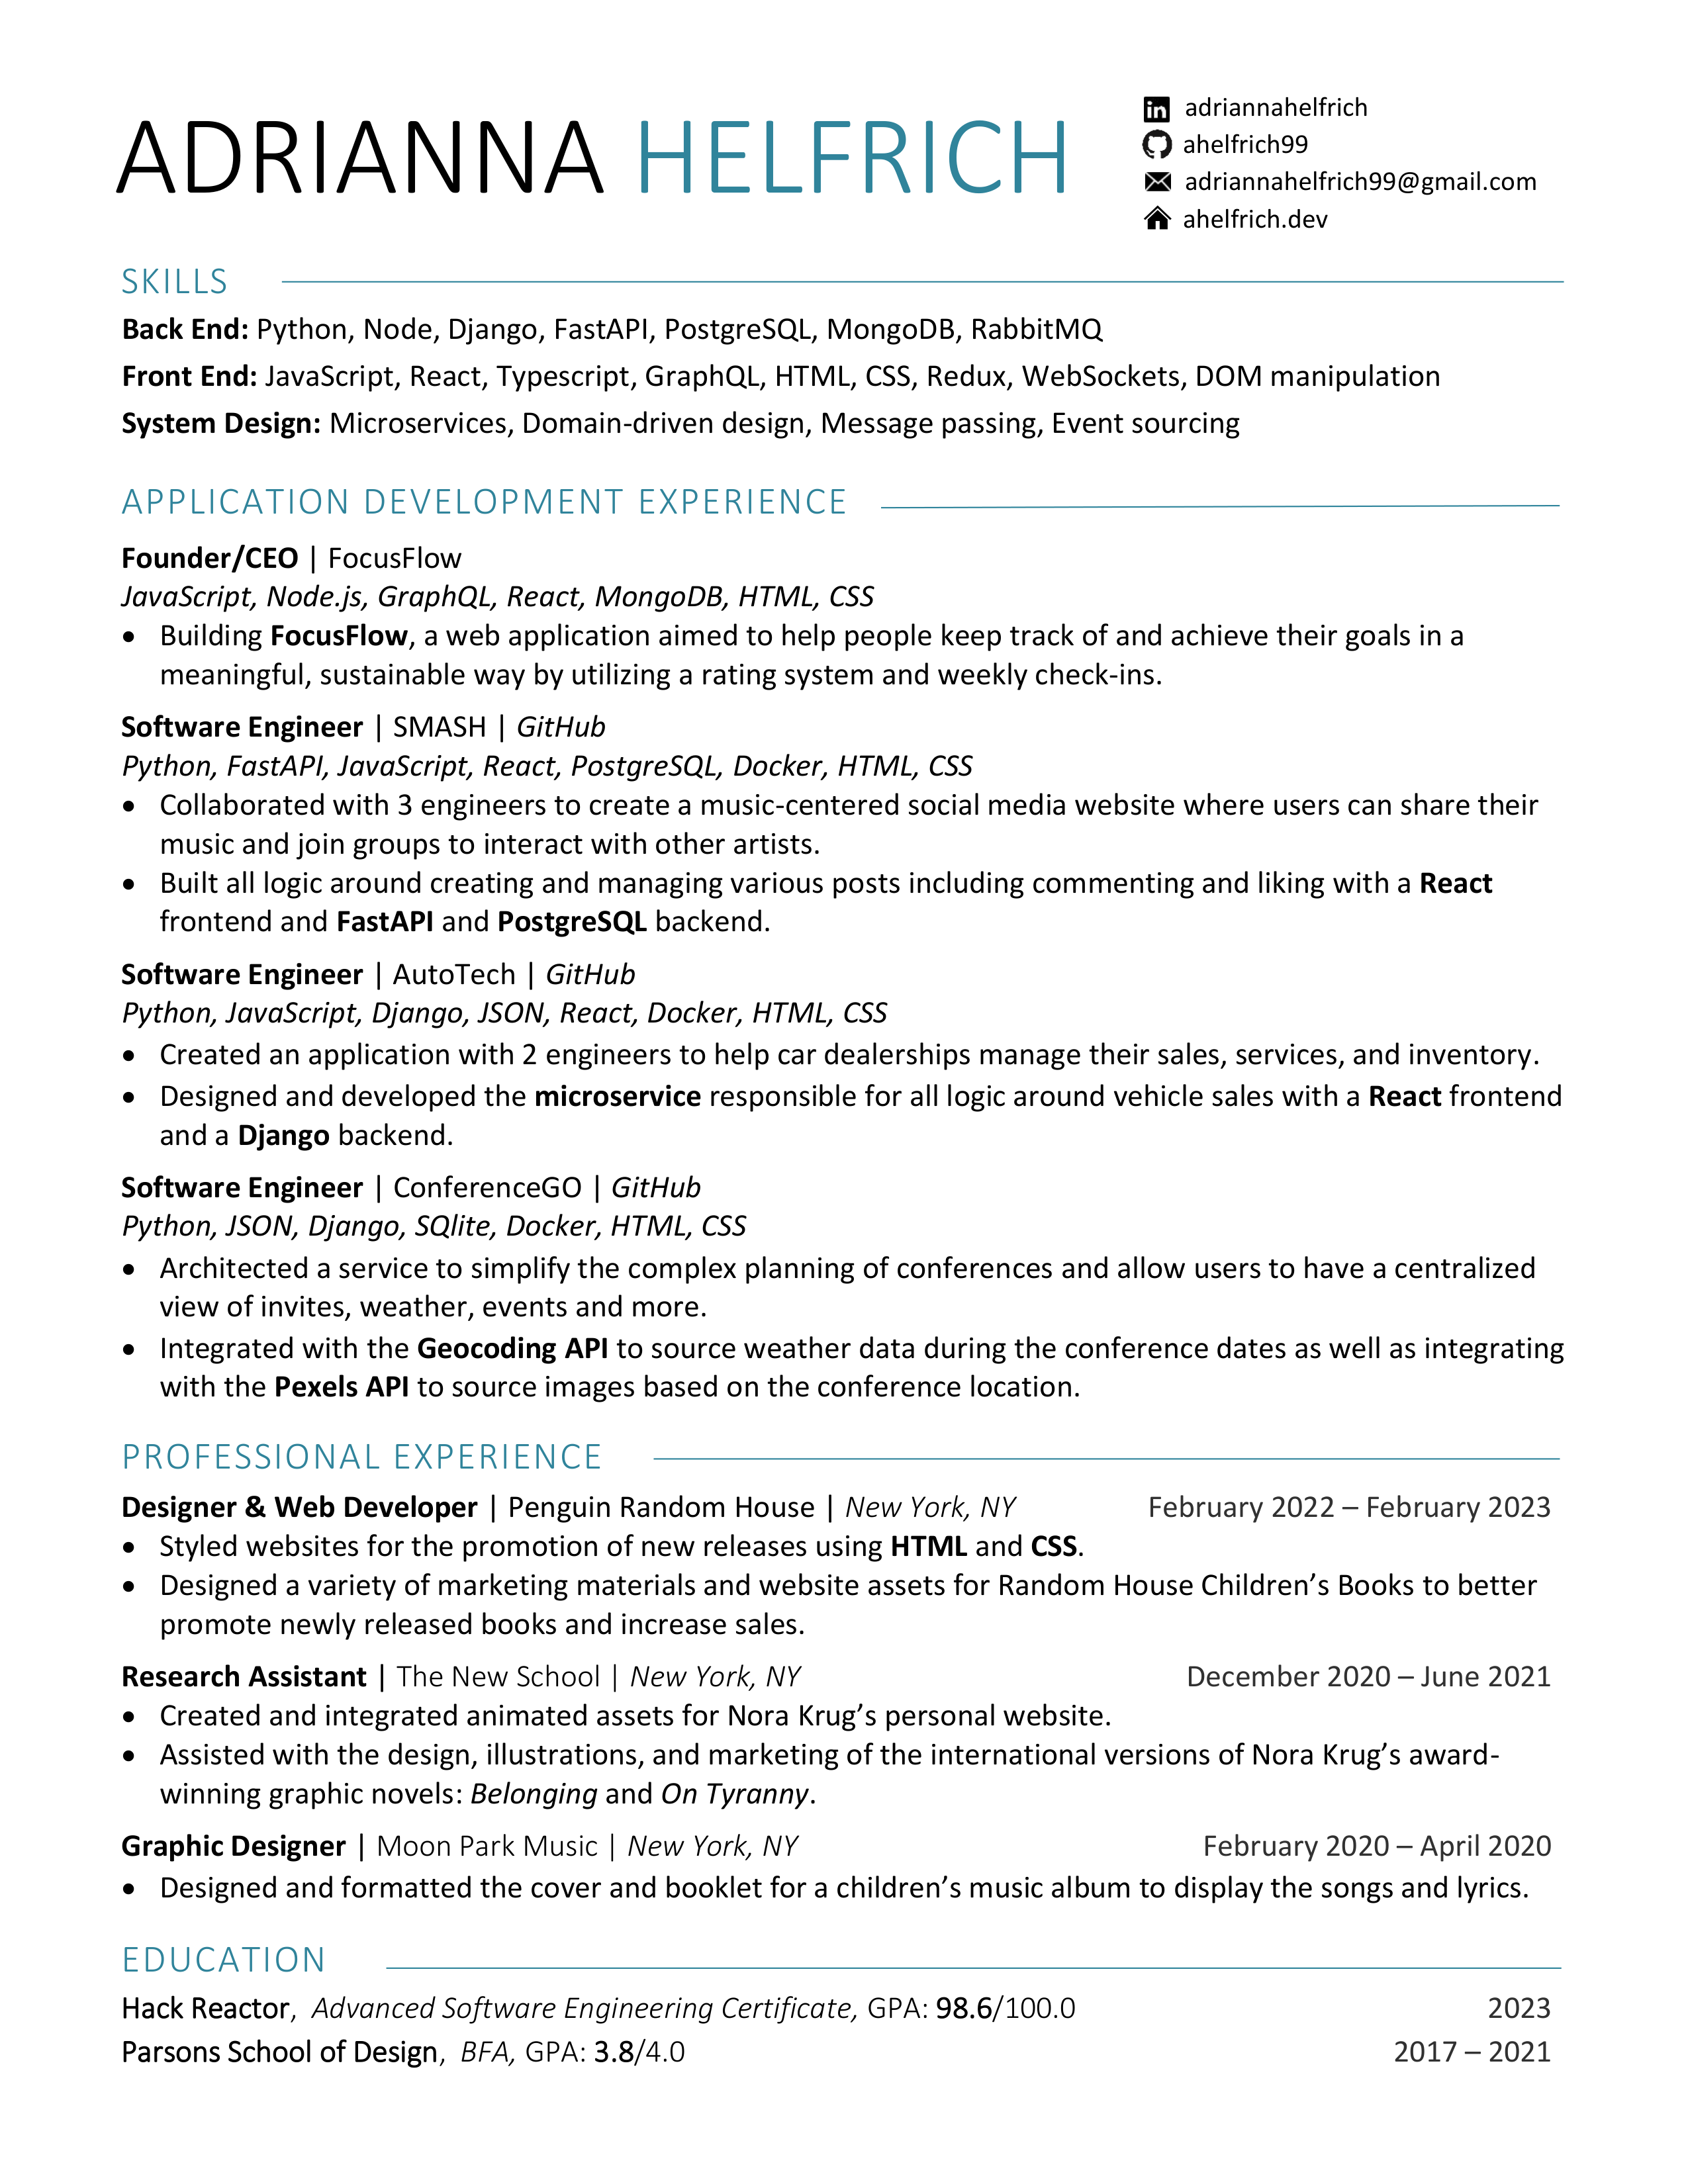 ADRIANNA HELFRICH
adriannahelfrich
ahelfrich99
adriannahelfrich99@gmail.com
ahelfrich.dev
SKILLS
Back End: Python, Node, Django, FastAPI, PostgreSQL, MongoDB, RabbitMQ
Front End: JavaScript, React, Typescript, GraphQL, HTML, CSS, Redux, WebSockets, DOM manipulation
System Design: Microservices, Domain-driven design, Message passing, Event sourcing
APPLICATION DEVELOPMENT EXPERIENCE
Founder/CEO | FocusFlow
JavaScript, Node.js, GraphQL, React, MongoDB, HTML, CSS
• Building FocusFlow, a web application aimed to help people keep track of and achieve their goals in a
meaningful, sustainable way by utilizing a rating system and weekly check-ins.
Software Engineer | SMASH | GitHub
Python, FastAPI, JavaScript, React, PostgreSQL, Docker, HTML, CSS
• Collaborated with 3 engineers to create a music-centered social media website where users can share their
music and join groups to interact with other artists.
• Built all logic around creating and managing various posts including commenting and liking with a React
frontend and FastAPI and PostgreSQL backend.
Software Engineer | AutoTech | GitHub
Python, JavaScript, Django, JSON, React, Docker, HTML, CSS
• Created an application with 2 engineers to help car dealerships manage their sales, services, and inventory.
• Designed and developed the microservice responsible for all logic around vehicle sales with a React frontend
and a Django backend.
Software Engineer | ConferenceGO | GitHub
Python, JSON, Django, SQlite, Docker, HTML, CSS
• Architected a service to simplify the complex planning of conferences and allow users to have a centralized
view of invites, weather, events and more.
• Integrated with the Geocoding API to source weather data during the conference dates as well as integrating
with the Pexels API to source images based on the conference location.
PROFESSIONAL EXPERIENCE
Designer & Web Developer | Penguin Random House | New York, NY February 2022 – February 2023
• Styled websites for the promotion of new releases using HTML and CSS.
• Designed a variety of marketing materials and website assets for Random House Children’s Books to better
promote newly released books and increase sales.
Research Assistant | The New School | New York, NY December 2020 – June 2021
• Created and integrated animated assets for Nora Krug’s personal website.
• Assisted with the design, illustrations, and marketing of the international versions of Nora Krug’s award-
winning graphic novels: Belonging and On Tyranny.
Graphic Designer | Moon Park Music | New York, NY February 2020 – April 2020
• Designed and formatted the cover and booklet for a children’s music album to display the songs and lyrics.
EDUCATION
Hack Reactor, Advanced Software Engineering Certificate, GPA: 98.6/100.0 2023
Parsons School of Design, BFA, GPA: 3.8/4.0 2017 – 2021